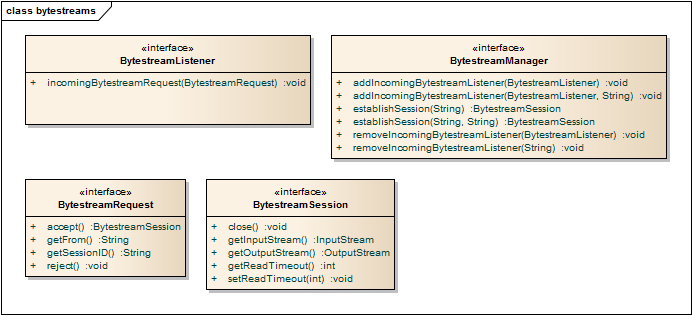 class bytestreams
«interface»
BytestreamListener
+ incomingBytestreamRequest(BytestreamRequest) :void
«interface»
BytestreamManager
+ addIncomingBytestreamListener(BytestreamListener) :void
+ addIncomingBytestreamListener(BytestreamListener, String) :void
+ establishSession(String) :BytestreamSession
+ establishSession(String, String) :BytestreamSession
+ removeIncomingBytestreamListener(BytestreamListener) :void
+ removeIncomingBytestreamListener(String) :void
«interface»
BytestreamRequest
+ accept() :BytestreamSession
+ getFrom() :String
+ getSessionID() :String
+ reject() :void
«interface»
BytestreamSession
+ close() :void
+ getInputStream() :InputStream
+ getOutputStream() :OutputStream
+ getReadTimeout() :int
+ setReadTimeout(int) :void